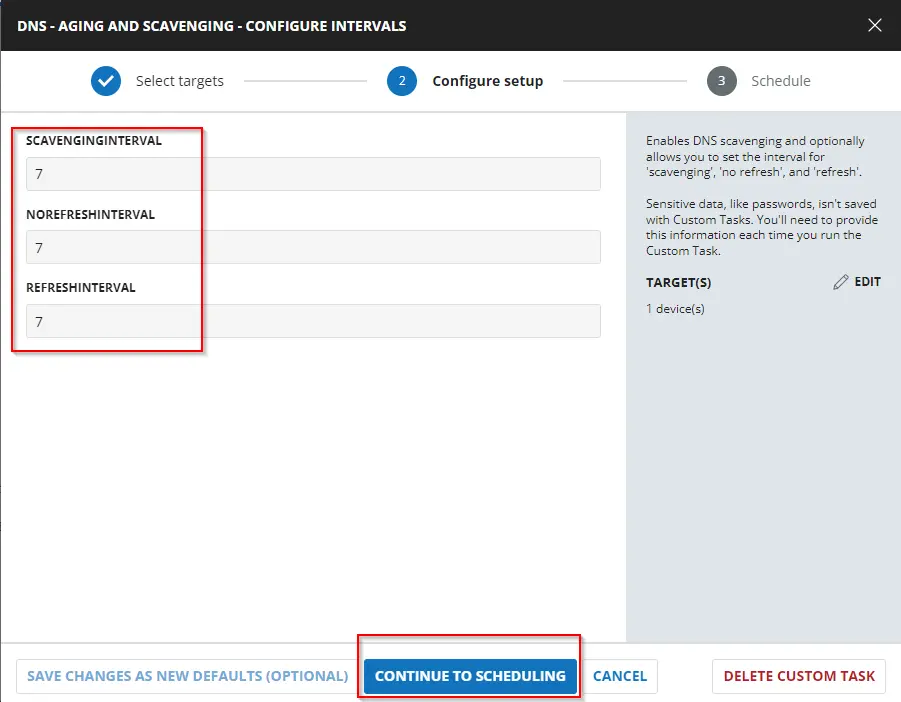 DNS - AGING AND SCAVENGING - CONFIGURE INTERVALS
Select targets
2 Configure setup
3 Schedule
SCAVENGINGINTERVAL
7
NOREFRESHINTERVAL
7
REFRESHINTERVAL
7
Enables DNS scavenging and optionally
allows you to set the interval for
'scavenging', 'no refresh', and 'refresh'.
Sensitive data, like passwords, isn't saved
with Custom Tasks. You'll need to provide
this information each time you run the
Custom Task.
TARGET(S) EDIT
1 device(s)
SAVE CHANGES AS NEW DEFAULTS (OPTIONAL) CONTINUE TO SCHEDULING CANCEL DELETE CUSTOM TASK